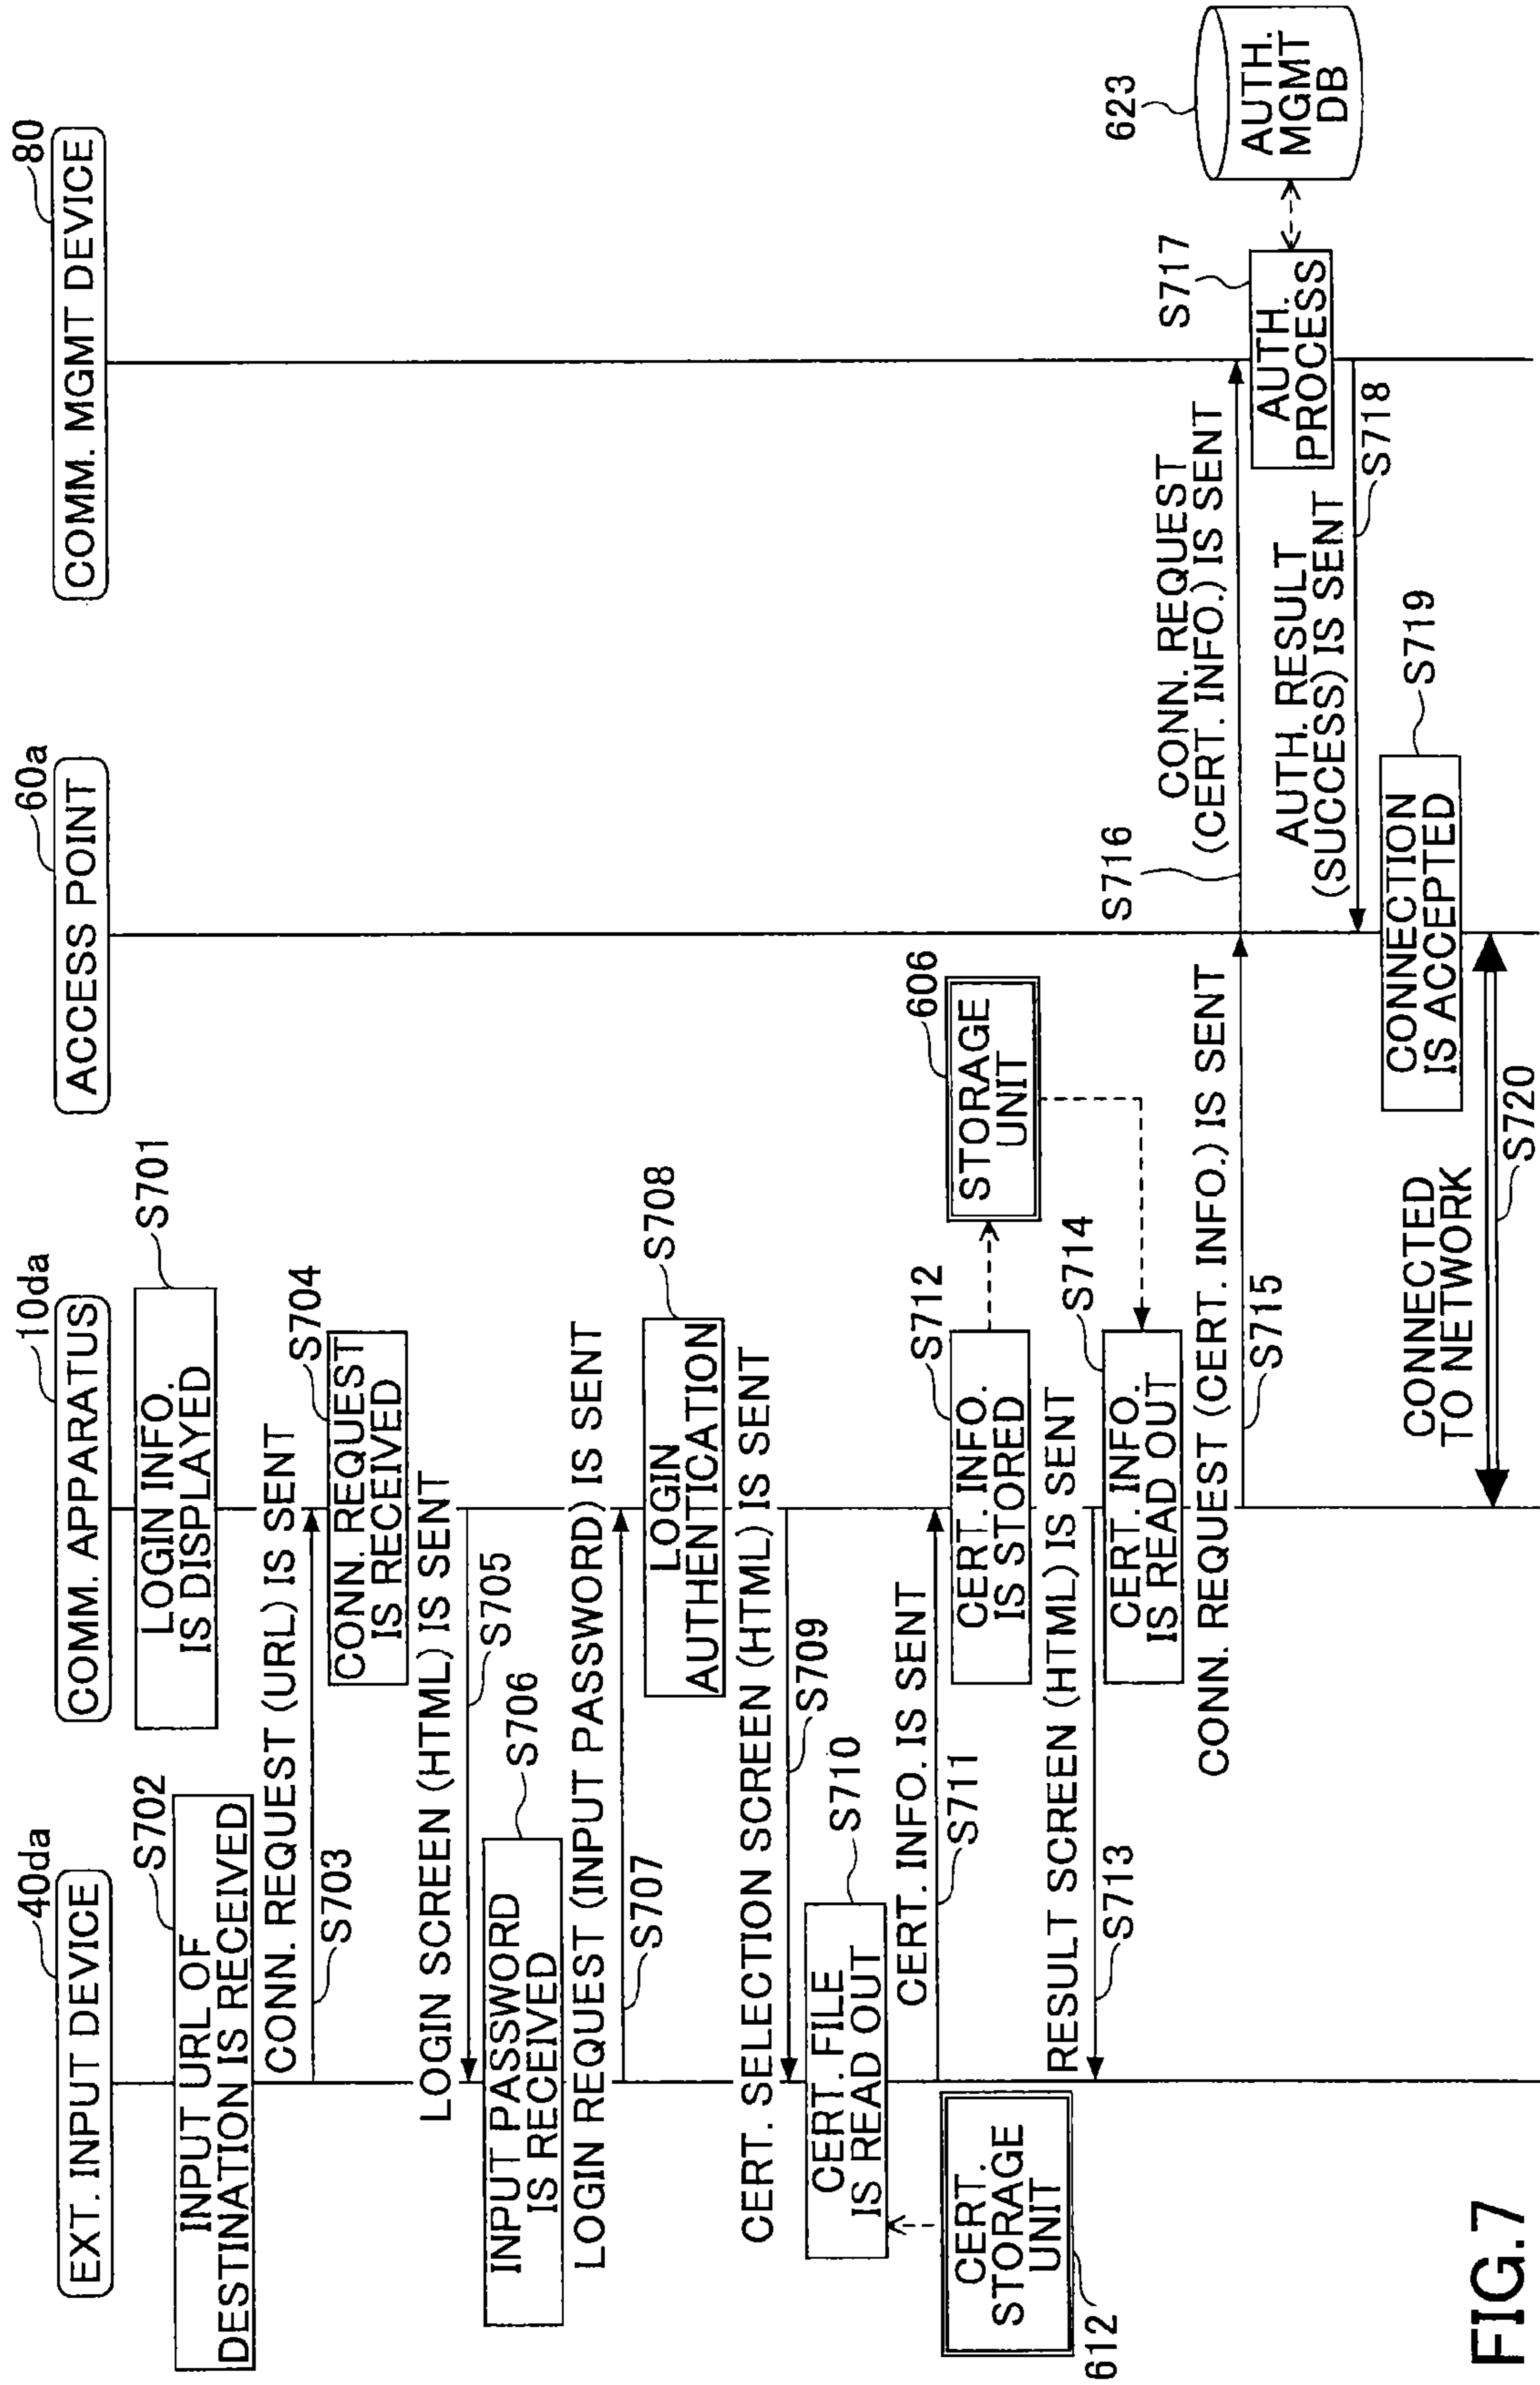 40da
EXT. INPUT DEVICE
10da
COMM. APPARATUS
60a
ACCESS POINT
80
COMM. MGMT DEVICE
LOGIN INFO.
IS DISPLAYED
S701
S702
INPUT URL OF
DESTINATION IS RECEIVED
CONN. REQUEST (URL) IS SENT
S703
S704
CONN. REQUEST
IS RECEIVED
LOGIN SCREEN (HTML) IS SENT
S705
INPUT PASSWORD
IS RECEIVED
S706
LOGIN REQUEST (INPUT PASSWORD) IS SENT
S707
LOGIN
AUTHENTICATION
S708
CERT. SELECTION SCREEN (HTML) IS SENT
S709
CERT. FILE
IS READ OUT
S710
CERT.
STORAGE
UNIT
612
CERT. INFO. IS SENT
S711
CERT. INFO.
IS STORED
S712
STORAGE
UNIT
606
RESULT SCREEN (HTML) IS SENT
S713
CERT. INFO.
IS READ OUT
S714
CONN. REQUEST (CERT. INFO.) IS SENT
S715
S716
CONN. REQUEST
(CERT. INFO.) IS SENT
S717
AUTH.
PROCESS
623
AUTH.
MGMT
DB
AUTH. RESULT
(SUCCESS) IS SENT
S718
CONNECTION
IS ACCEPTED
S719
CONNECTED
TO NETWORK
S720
FIG.7